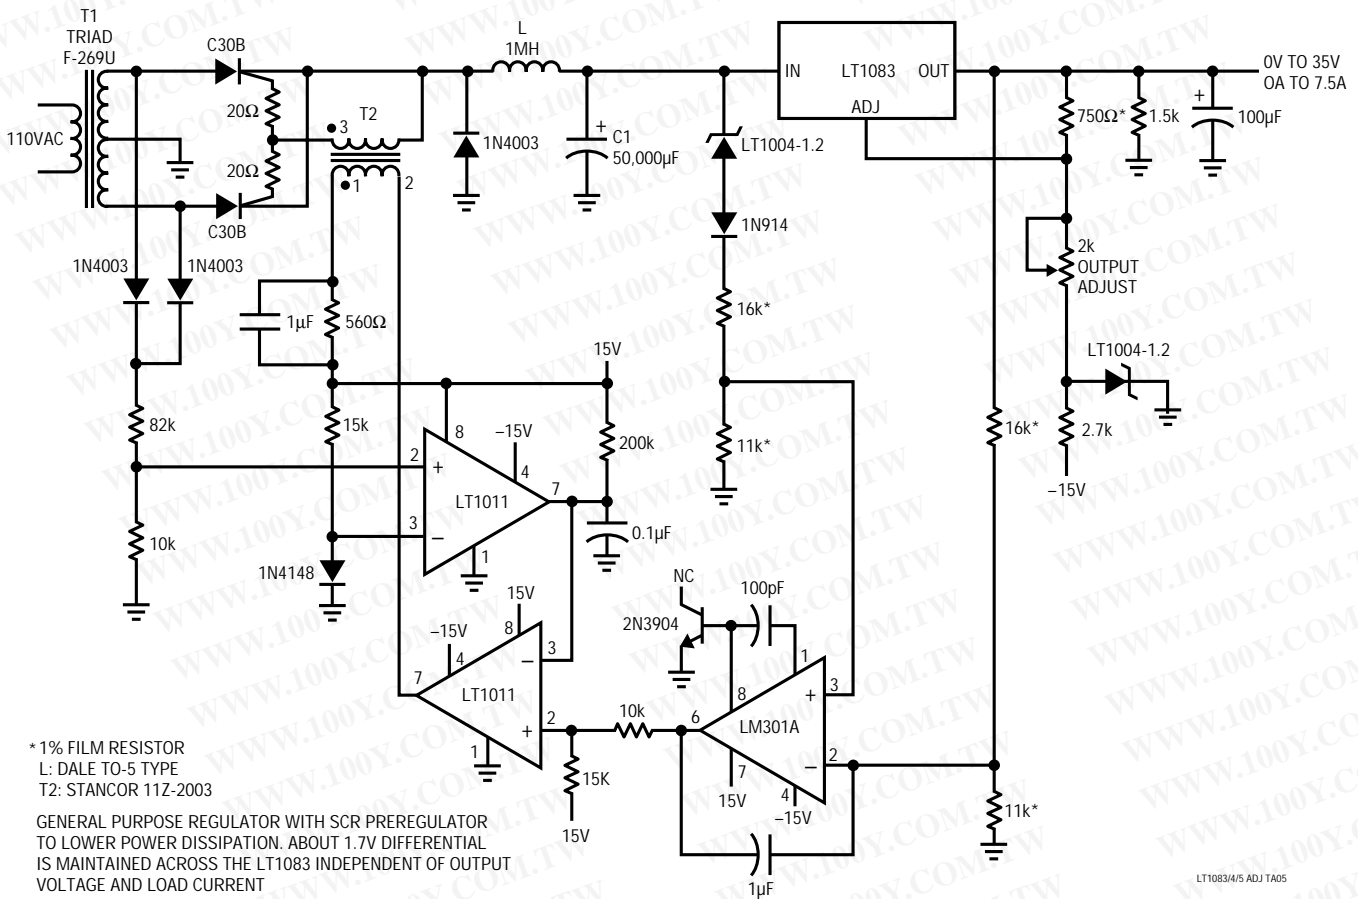 T1
TRIAD
F-269U
C30B
L
1MH
IN
LT1083
OUT
ADJ
0V TO 35V
OA TO 7.5A
110VAC
20Ω
20Ω
3
T2
1
2
C30B
1N4003
+
C1
50,000µF
LT1004-1.2
750Ω*
1.5k
+
100µF
1N4003
1N4003
1N914
2k
OUTPUT
ADJUST
1µF
560Ω
16k*
15V
LT1004-1.2
82k
15k
8
–15V
4
200k
11k*
16k*
2.7k
–15V
2
+
LT1011
7
3
–
1
0.1µF
10k
1N4148
15V
8
–15V
4
3
–
7
LT1011
2
+
1
NC
2N3904
100pF
1
8
3
+
10k
6
LM301A
2
–
7
15V
4
–15V
15K
15V
11k*
1µF
* 1% FILM RESISTOR
L: DALE TO-5 TYPE
T2: STANCOR 11Z-2003
GENERAL PURPOSE REGULATOR WITH SCR PREREGULATOR
TO LOWER POWER DISSIPATION. ABOUT 1.7V DIFFERENTIAL
IS MAINTAINED ACROSS THE LT1083 INDEPENDENT OF OUTPUT
VOLTAGE AND LOAD CURRENT
LT1083/4/5 ADJ TA05
WWW.100Y.COM.TW